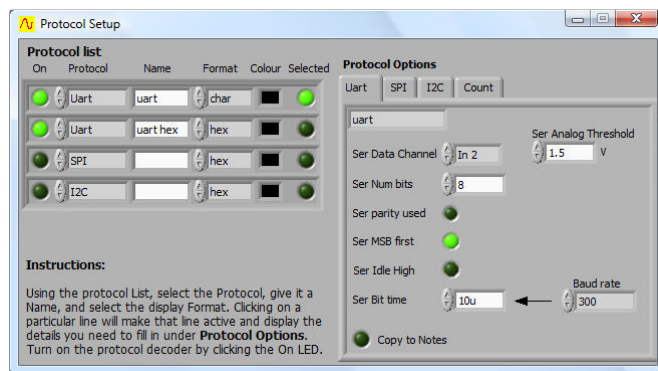 Protocol Setup
Protocol list
On Protocol Name Format Colour Selected
Uart uart char
Uart uart hex hex
SPI hex
I2C hex
Instructions:
Using the protocol List, select the Protocol, give it a
Name, and select the display Format. Clicking on a
particular line will make that line active and display the
details you need to fill in under Protocol Options.
Turn on the protocol decoder by clicking the On LED.
Protocol Options
Uart SPI I2C Count
uart
Ser Analog Threshold
Ser Data Channel In 2 1.5 V
Ser Num bits 8
Ser parity used
Ser MSB first
Ser Idle High
Baud rate
Ser Bit time 10u 300
Copy to Notes